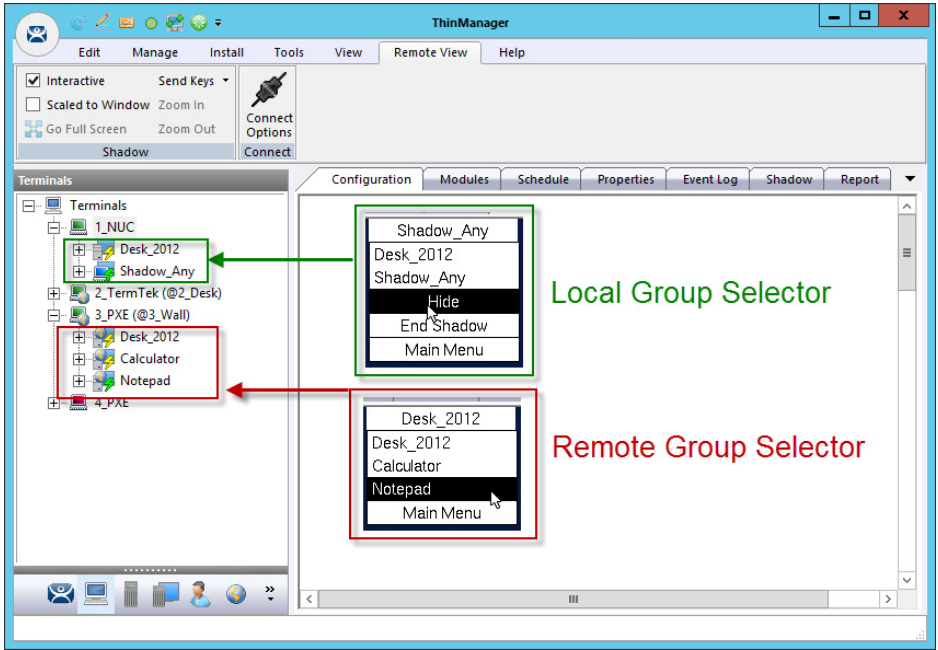 ThinManager
Edit Manage Install Tools View Remote View Help
Interactive Send Keys
Scaled to Window Zoom In
Go Full Screen Zoom Out
Connect Options
Shadow Connect
Terminals
Configuration Modules Schedule Properties Event Log Shadow Report
Terminals
1_NUC
Desk_2012
Shadow_Any
2_TermTek (@2_Desk)
3_PXE (@3_Wall)
Desk_2012
Calculator
Notepad
4_PXE
Shadow_Any
Desk_2012
Shadow_Any
Hide
End Shadow
Main Menu
Local Group Selector
Desk_2012
Desk_2012
Calculator
Notepad
Main Menu
Remote Group Selector